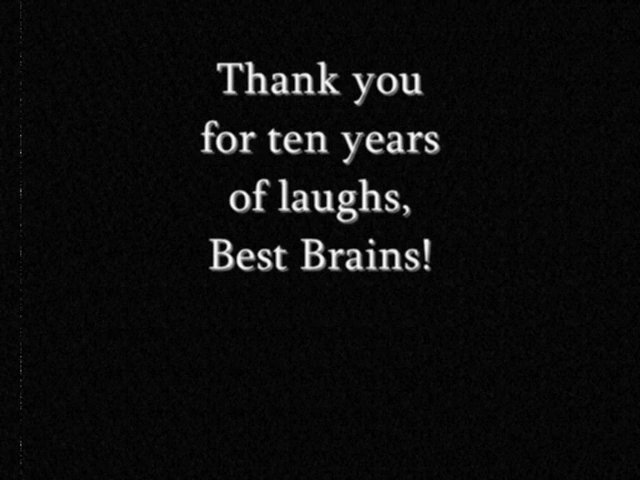 Thank you
for ten years
of laughs,
Best Brains!